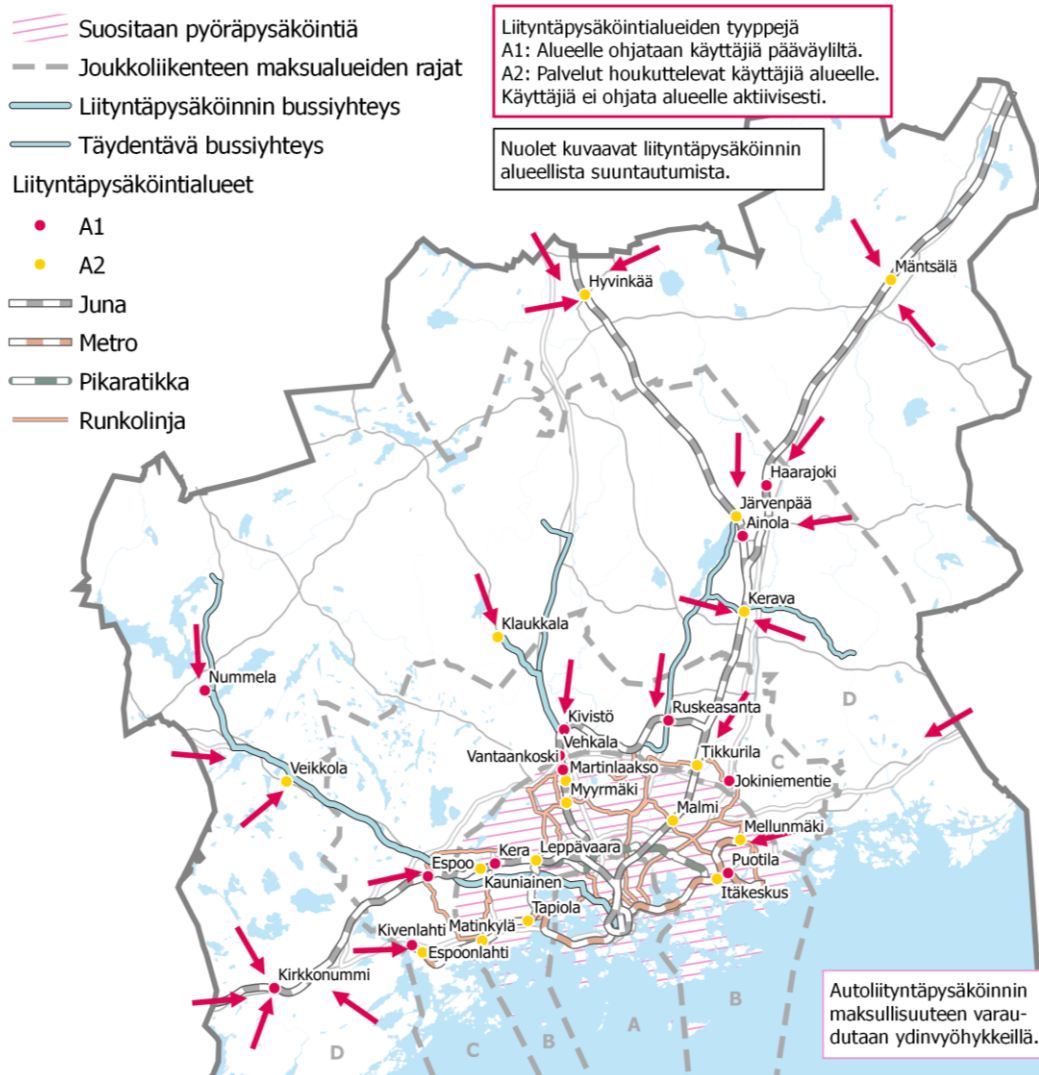 Suositaan pyöräpysäköintiä
Joukkoliikenteen maksualueiden rajat
Liityntäpysäköinnin bussiyhteys
Täydentävä bussiyhteys
Liityntäpysäköintialueet
A1
A2
Juna
Metro
Pikaratikka
Runkolinja
Liityntäpysäköintialueiden tyyppejä
A1: Alueelle ohjataan käyttäjiä pääväyliltä.
A2: Palvelut houkuttelevat käyttäjiä alueelle.
Käyttäjiä ei ohjata alueelle aktiivisesti.
Nuolet kuvaavat liityntäpysäköinnin
alueellista suuntautumista.
Hyvinkää
Mäntsälä
Haarajoki
Järvenpää
Ainola
D
Kerava
Klaukkala
Nummela
D
Ruskeasanta
Kivistö
Vehkala
C
Vantaankoski
Martinlaakso
Tikkurila
Veikkola
Jokiniementie
Myyrmäki
Malmi
Mellunmäki
Leppävaara
Espoo
Kera
Puotila
Kauniainen
Itäkeskus
Tapiola
Kivenlahti
Matinkylä
Espoonlahti
Kirkkonummi
D
C
B
A
B
Autoliityntäpysäköinnin
maksullisuuteen varau-
dutaan ydinvyöhykkeillä.